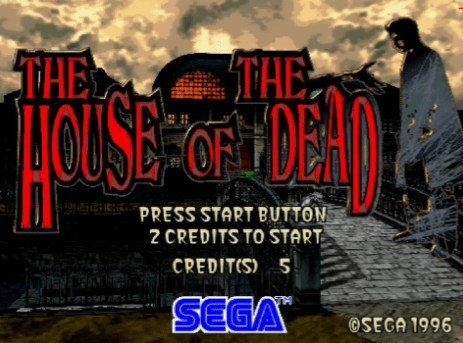 THE HOUSE OF THE DEAD
PRESS START BUTTON
2 CREDITS TO START
CREDIT(S) 5
SEGA™
©SEGA 1996